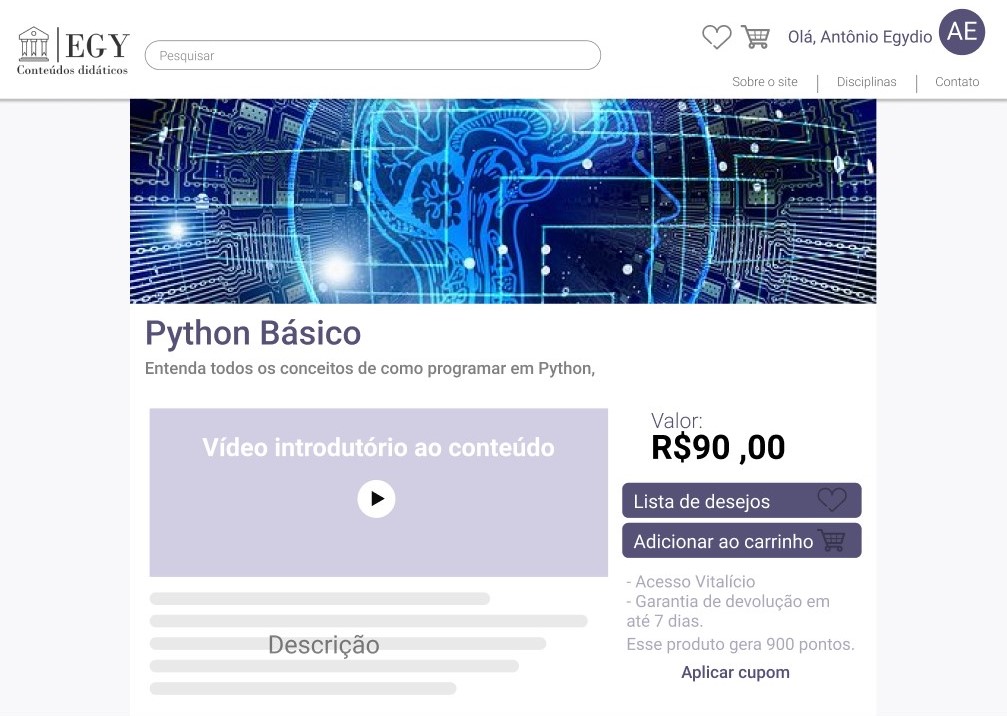 EGY
Conteúdos didáticos
Pesquisar
Olá, Antônio Egydio
AE
Sobre o site | Disciplinas | Contato
Python Básico
Entenda todos os conceitos de como programar em Python,
Vídeo introdutório ao conteúdo
Valor:
R$90 ,00
Lista de desejos
Adicionar ao carrinho
- Acesso Vitalício
- Garantia de devolução em
até 7 dias.
Esse produto gera 900 pontos.
Aplicar cupom
Descrição